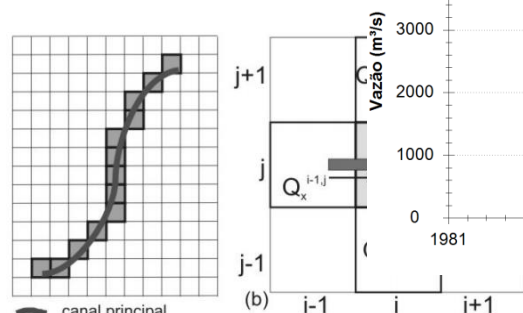 j+1
j
j-1
Q
Qx i-1,j
(b)
i-1
i
i+1
canal principal
Vazão (m³/s)
3000
2000
1000
0
1981